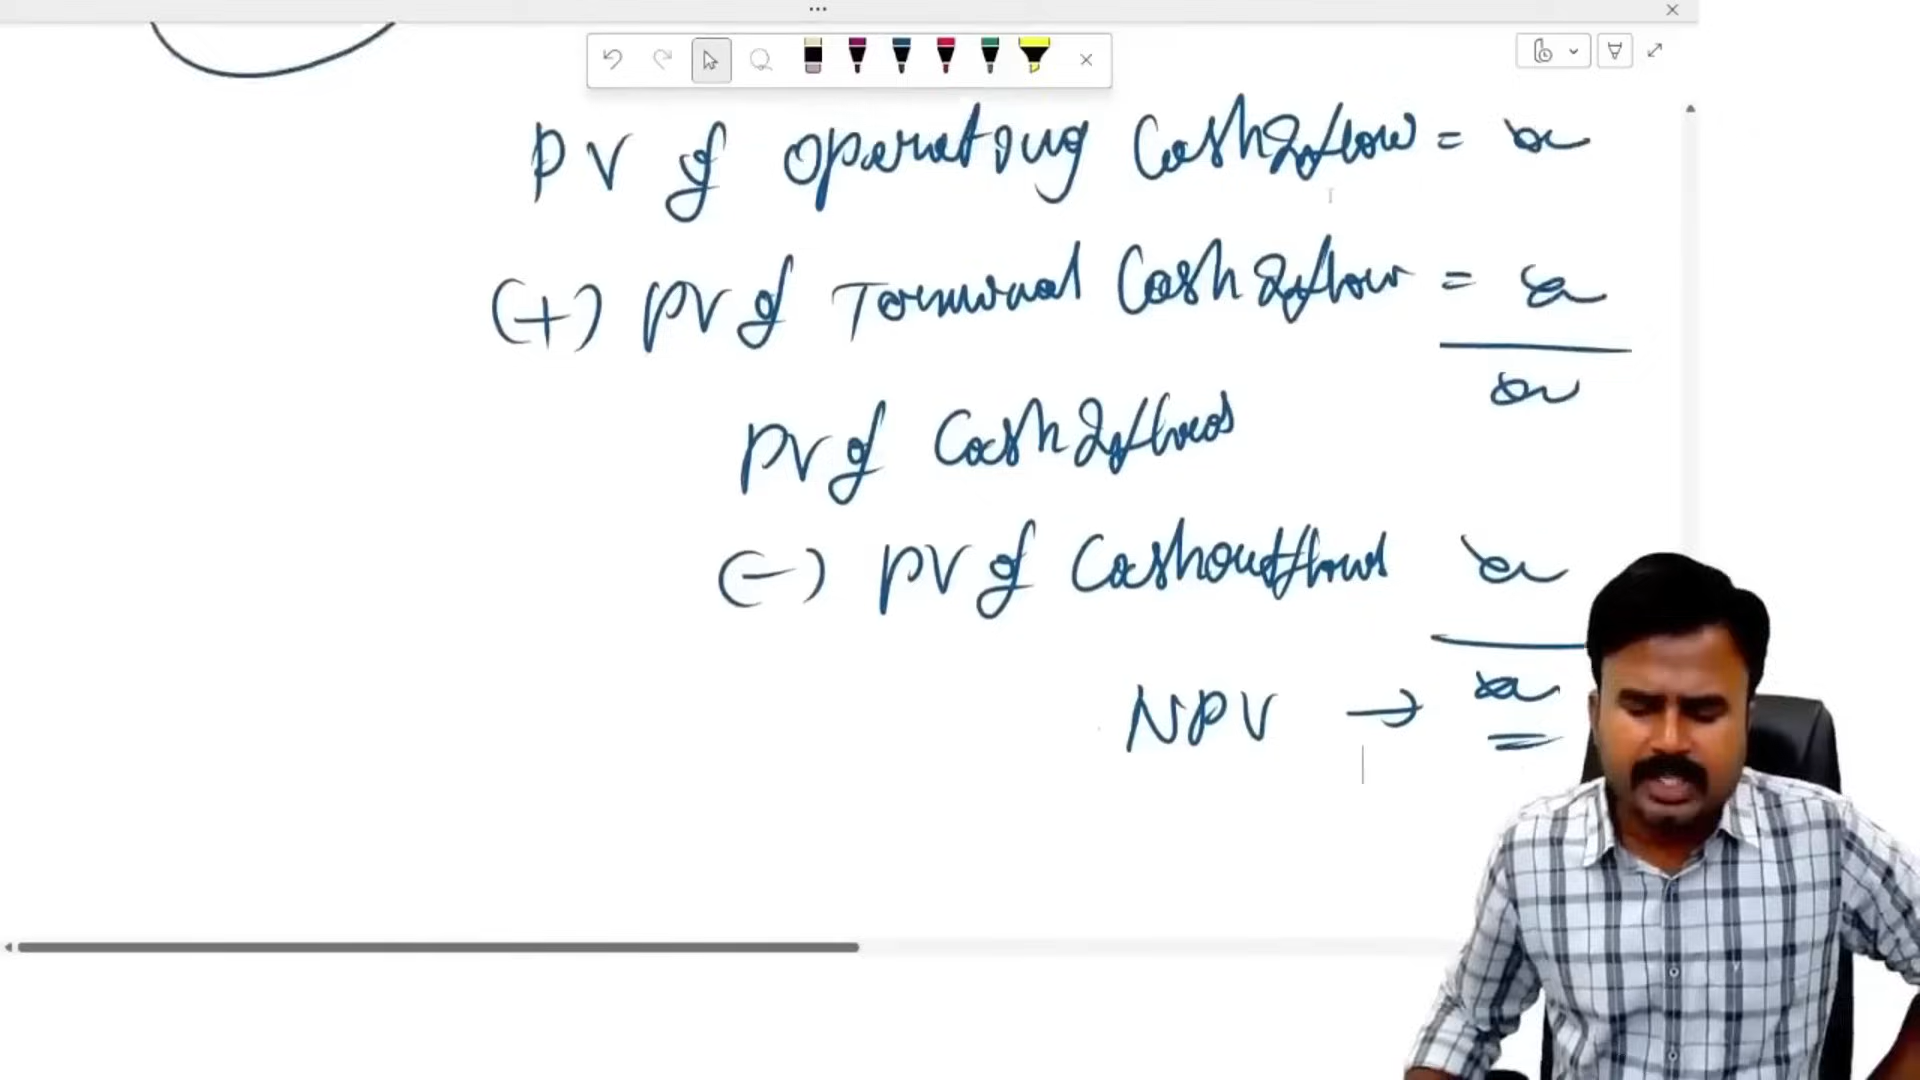 PV of Operating Cash Inflow = xx
(+) PV of Terminal Cash Inflow = xx
xx
PV of Cash Inflows
(-) PV of Cash outflows xx
NPV → xx